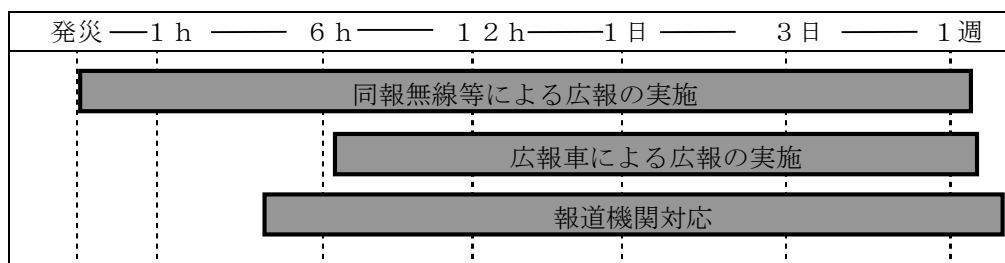 発災 ― 1ｈ ― 6ｈ ― 12ｈ ― 1日 ― 3日 ― 1週
同報無線等による広報の実施
広報車による広報の実施
報道機関対応